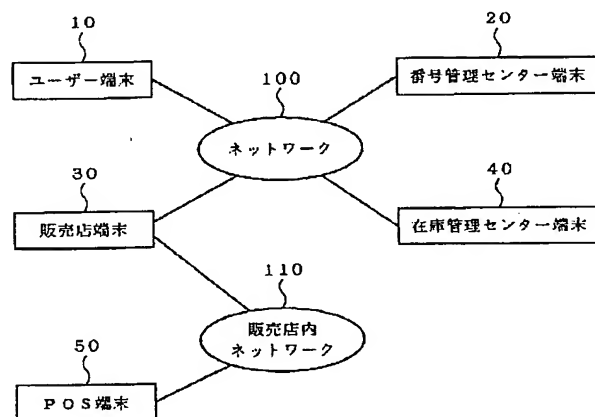 10
ユーザー端末
20
番号管理センター端末
100
ネットワーク
30
販売店端末
40
在庫管理センター端末
110
販売店内
ネットワーク
50
POS端末